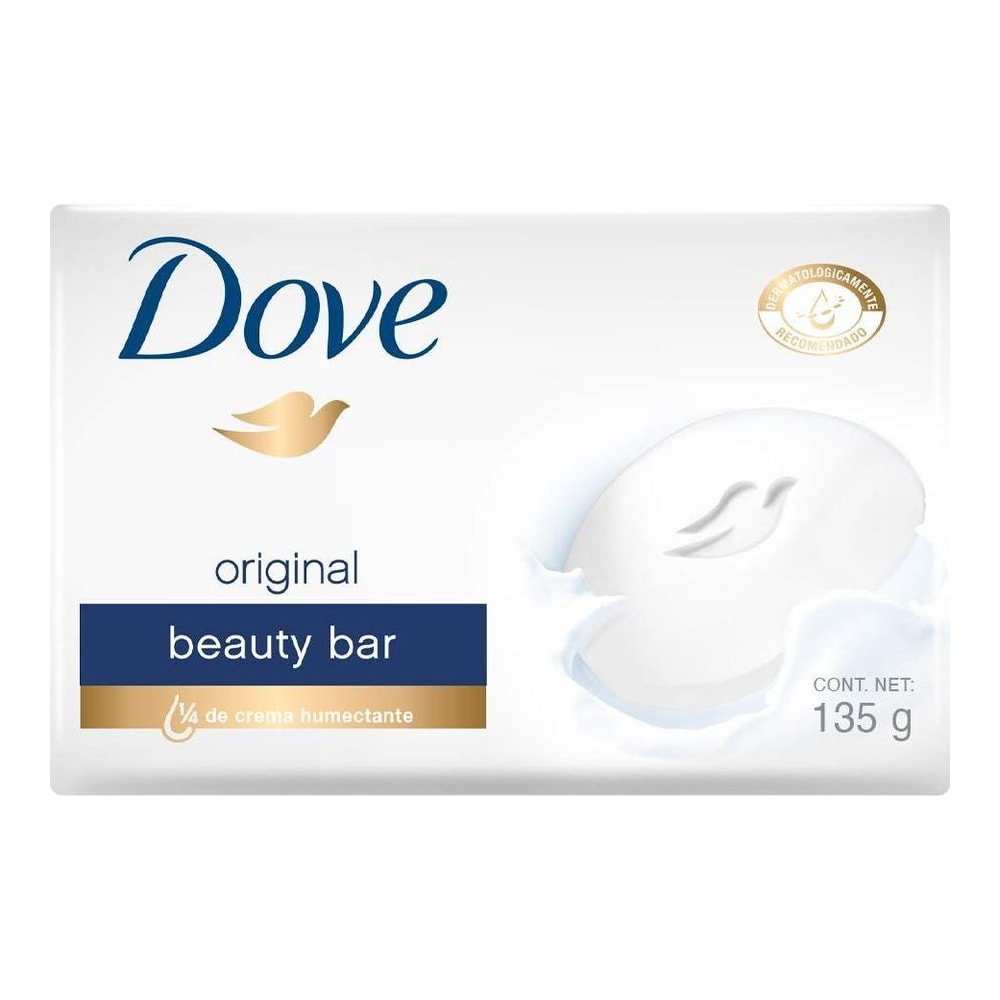 Dove
DERMATOLOGICAMENTE
RECOMENDADO
original
beauty bar
¼ de crema humectante
CONT. NET:
135 g